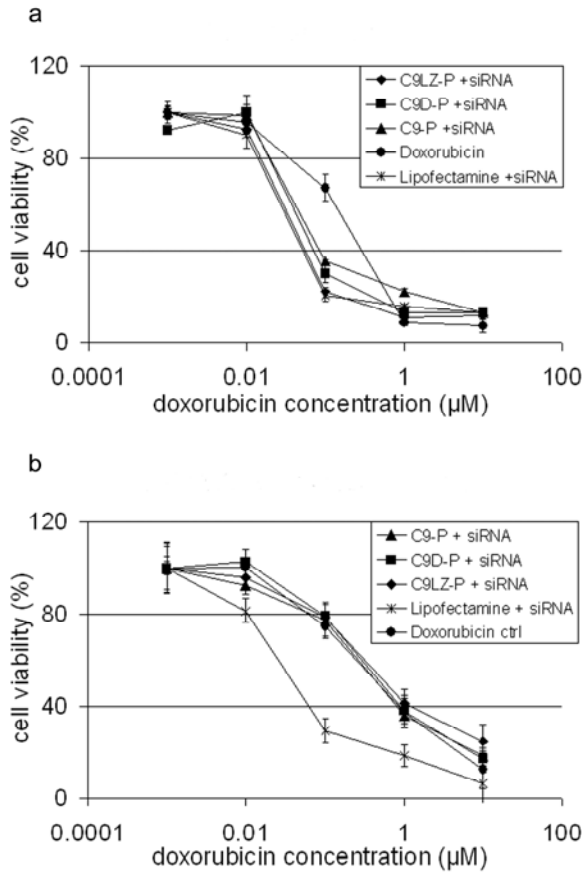 a
120
80
40
0
cell viability (%)
C9LZ-P +siRNA
C9D-P +siRNA
C9-P +siRNA
Doxorubicin
Lipofectamine +siRNA
0.0001 0.01 1 100
doxorubicin concentration (µM)
b
120
80
40
0
cell viability (%)
C9-P + siRNA
C9D-P + siRNA
C9LZ-P + siRNA
Lipofectamine + siRNA
Doxorubicin ctrl
0.0001 0.01 1 100
doxorubicin concentration (µM)